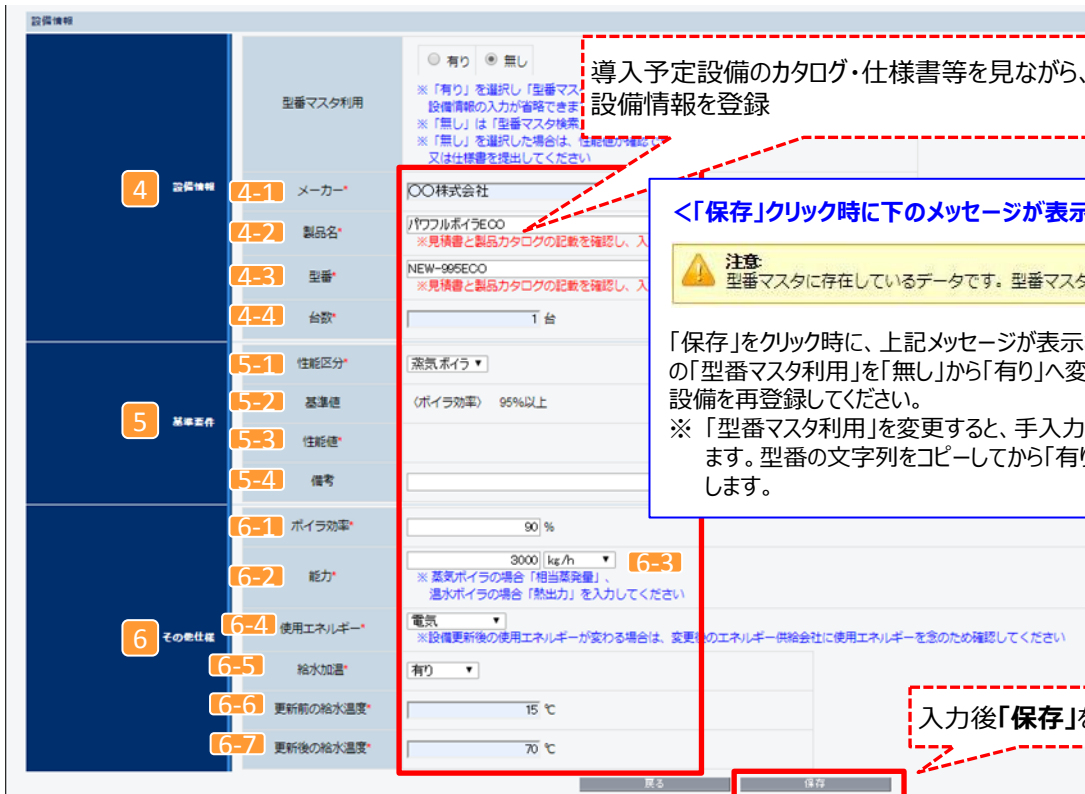 設備情報
型番マスタ利用
有り 無し
※「有り」を選択し「型番マス
設備情報の入力が省略できま
※「無し」は「型番マスタ検索
※「無し」を選択した場合は、性能値が確認で
又は仕様書を提出してください
導入予定設備のカタログ・仕様書等を見ながら、
設備情報を登録
4 設備情報
4-1 メーカー* 〇〇株式会社
4-2 製品名* パワフルボイラECO
※見積書と製品カタログの記載を確認し、入
4-3 型番* NEW-995ECO
※見積書と製品カタログの記載を確認し、入
4-4 台数* 1 台
<「保存」クリック時に下のメッセージが表示
注意:
型番マスタに存在しているデータです。型番マスタ
「保存」をクリック時に、上記メッセージが表示
の「型番マスタ利用」を「無し」から「有り」へ変
設備を再登録してください。
※「型番マスタ利用」を変更すると、手入力
ます。型番の文字列をコピーしてから「有り
します。
5 基準要件
5-1 性能区分* 蒸気ボイラ
5-2 基準値 〈ボイラ効率〉 95%以上
5-3 性能値*
5-4 備考
6 その他仕様
6-1 ボイラ効率* 90 %
6-2 能力* 3000 kg/h 6-3
※ 蒸気ボイラの場合「相当蒸発量」、
温水ボイラの場合「熱出力」を入力してください
6-4 使用エネルギー* 電気
※設備更新後の使用エネルギーが変わる場合は、変更後のエネルギー供給会社に使用エネルギーを念のため確認してください
6-5 給水加温* 有り
6-6 更新前の給水温度* 15 ℃
6-7 更新後の給水温度* 70 ℃
入力後「保存」を
戻る 保存